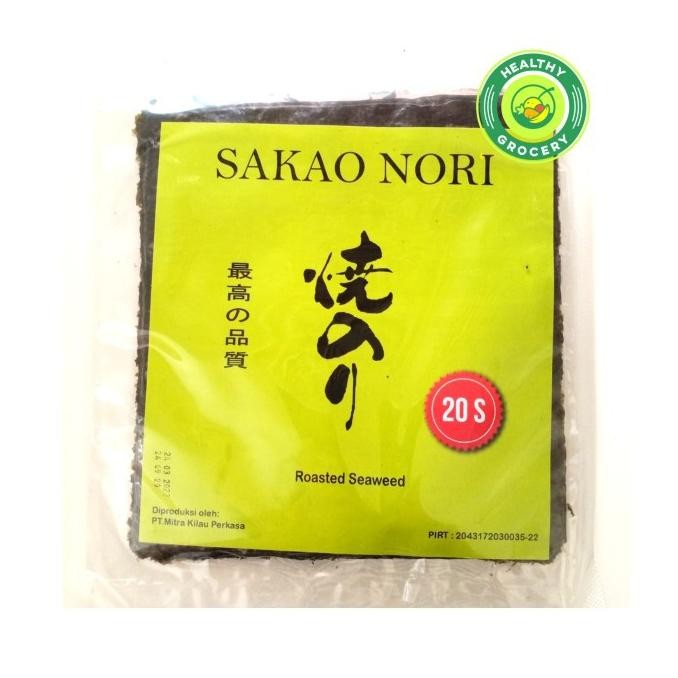 HEALTHY
GROCERY
SAKAO NORI
焼のり
最高の品質
20 S
Roasted Seaweed
Diproduksi oleh:
PT.Mitra Kilau Perkasa
PIRT : 2043172030035-22